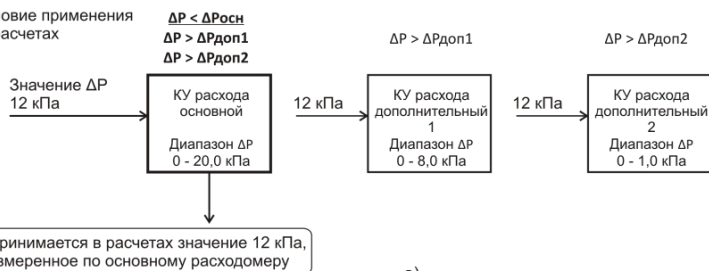 овие применения
расчетах
ΔP < ΔPосн
ΔP > ΔPдоп1
ΔP > ΔPдоп2
ΔP > ΔPдоп1
ΔP > ΔPдоп2
Значение ΔP
12 кПа
КУ расхода
основной
Диапазон ΔP
0 - 20,0 кПа
12 кПа
КУ расхода
дополнительный
1
Диапазон ΔP
0 - 8,0 кПа
12 кПа
КУ расхода
дополнительный
2
Диапазон ΔP
0 - 1,0 кПа
ринимается в расчетах значение 12 кПа,
змеренное по основному расходомеру